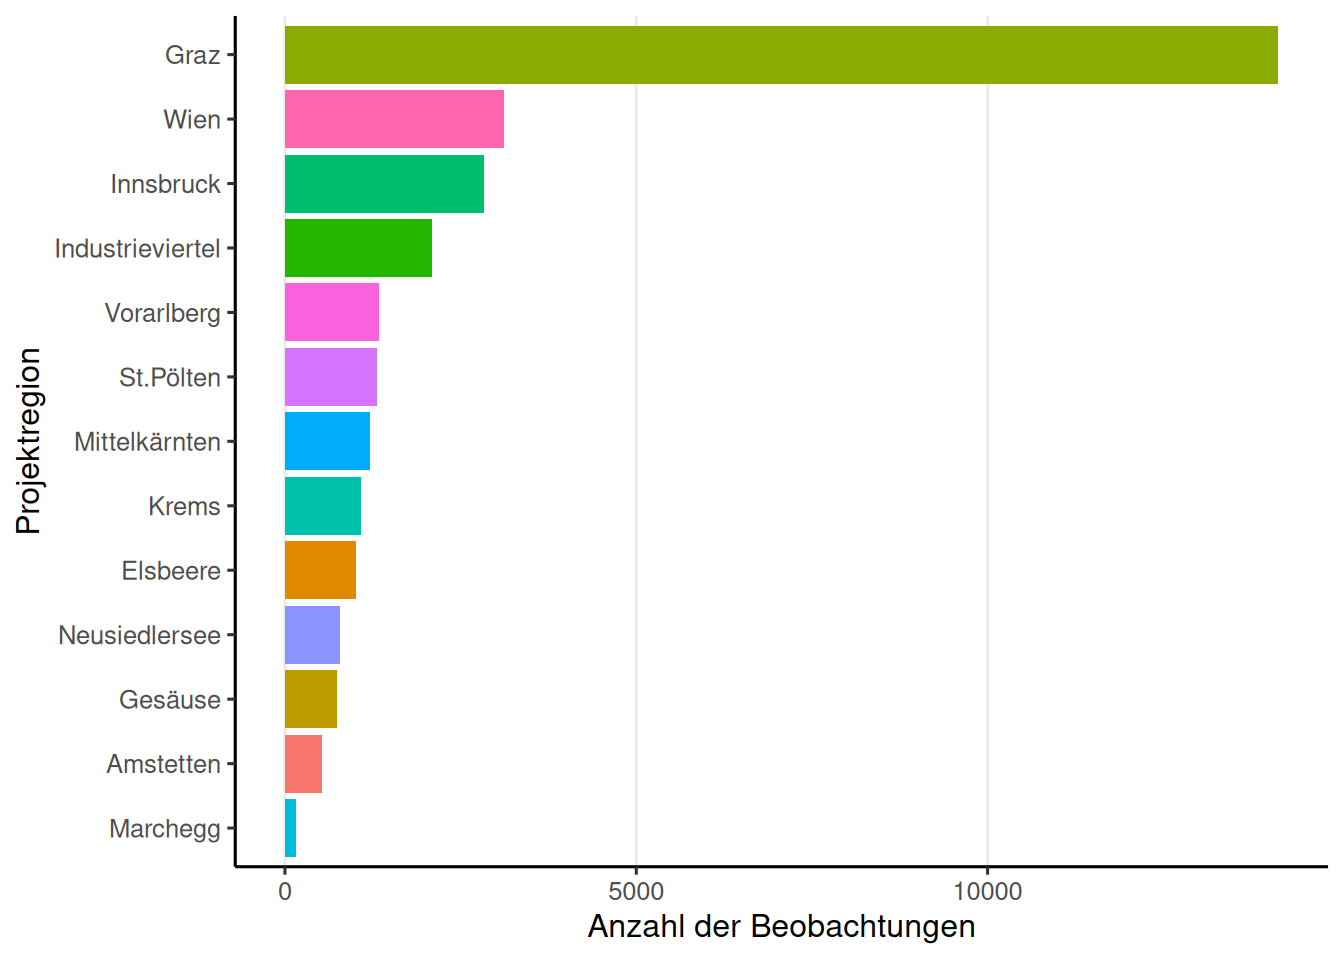 Projektregion
Graz
Wien
Innsbruck
Industrieviertel
Vorarlberg
St.Pölten
Mittelkärnten
Krems
Elsbeere
Neusiedlersee
Gesäuse
Amstetten
Marchegg
0 5000 10000
Anzahl der Beobachtungen